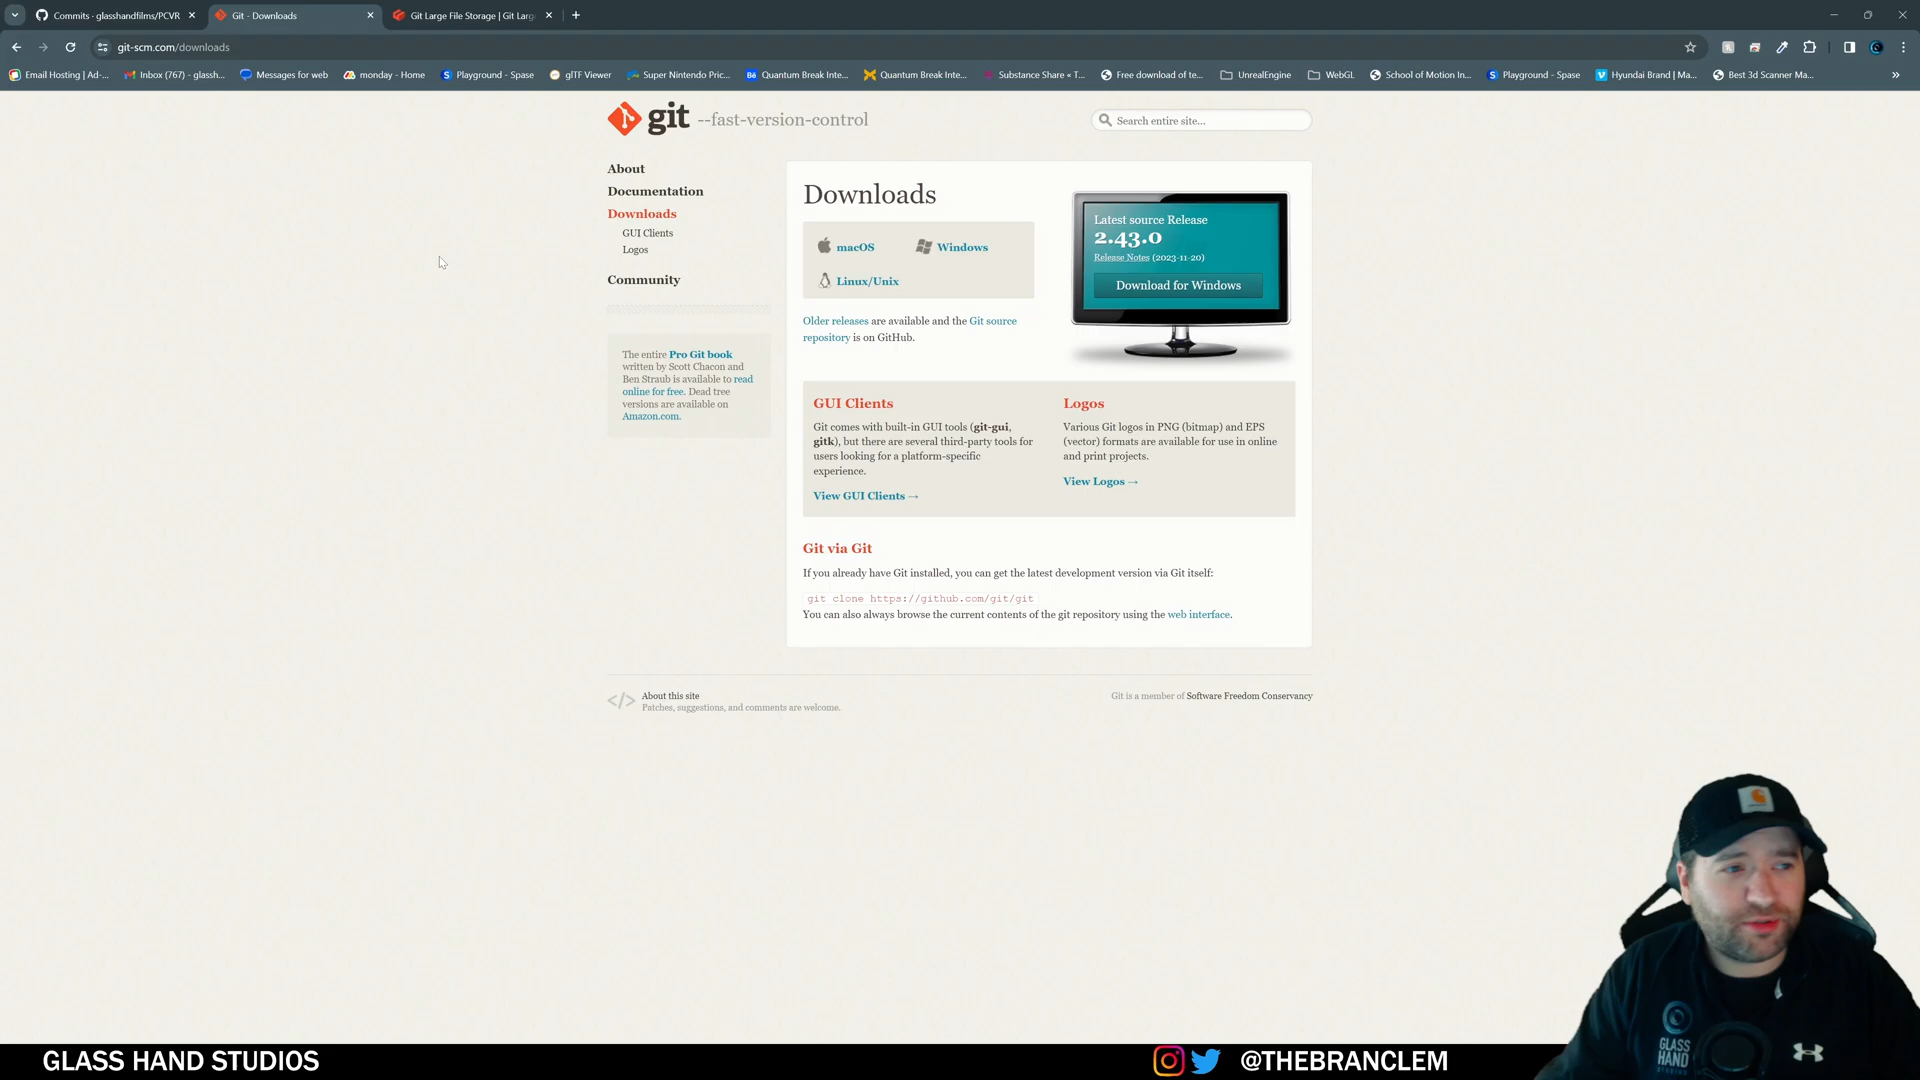 Commits · glasshandfilms/PCVR
Git - Downloads
Git Large File Storage | Git Larg
git-scm.com/downloads
Email Hosting | Ad-...
Inbox (767) - glassh...
Messages for web
monday - Home
Playground - Spase
glTF Viewer
Super Nintendo Pric...
Quantum Break Inte...
Quantum Break Inte...
Substance Share « T...
Free download of te...
UnrealEngine
WebGL
School of Motion In...
Playground - Spase
Hyundai Brand | Ma...
Best 3d Scanner Ma...
git --fast-version-control
Search entire site...
About
Documentation
Downloads
GUI Clients
Logos
Community
The entire Pro Git book
written by Scott Chacon and
Ben Straub is available to read
online for free. Dead tree
versions are available on
Amazon.com.
Downloads
macOS
Windows
Linux/Unix
Older releases are available and the Git source
repository is on GitHub.
Latest source Release
2.43.0
Release Notes (2023-11-20)
Download for Windows
GUI Clients
Git comes with built-in GUI tools (git-gui,
gitk), but there are several third-party tools for
users looking for a platform-specific
experience.
View GUI Clients →
Logos
Various Git logos in PNG (bitmap) and EPS
(vector) formats are available for use in online
and print projects.
View Logos →
Git via Git
If you already have Git installed, you can get the latest development version via Git itself:
git clone https://github.com/git/git
You can also always browse the current contents of the git repository using the web interface.
</>
About this site
Patches, suggestions, and comments are welcome.
Git is a member of Software Freedom Conservancy
GLASS
HAND
GLASS HAND STUDIOS
@THEBRANCLEM